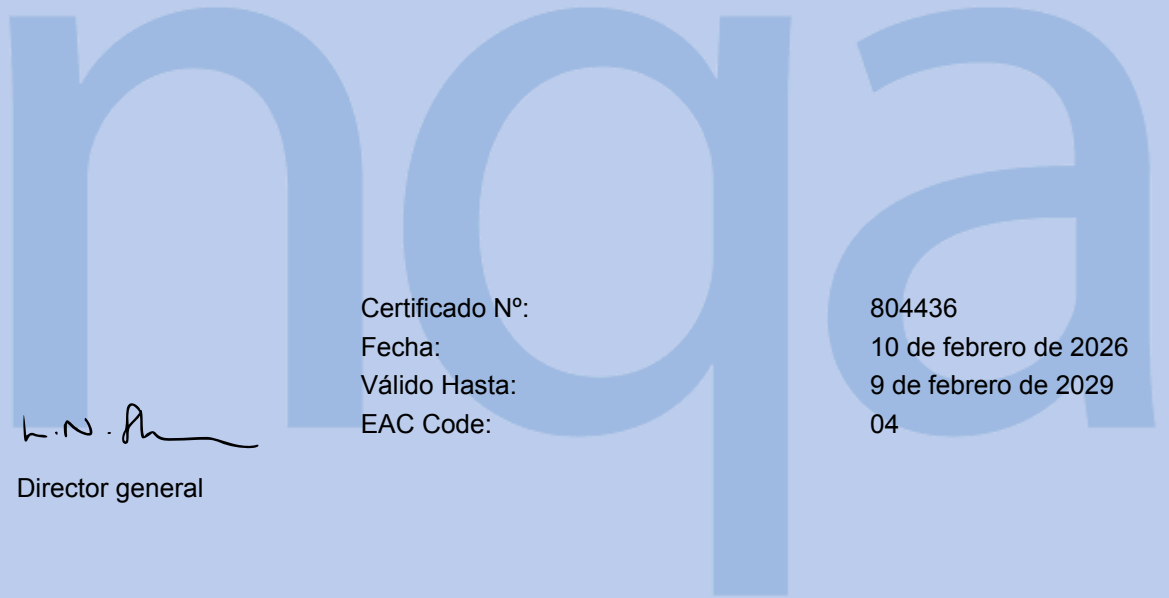 nqa
Certificado Nº: 804436
Fecha: 10 de febrero de 2026
Válido Hasta: 9 de febrero de 2029
EAC Code: 04
L.N.
Director general